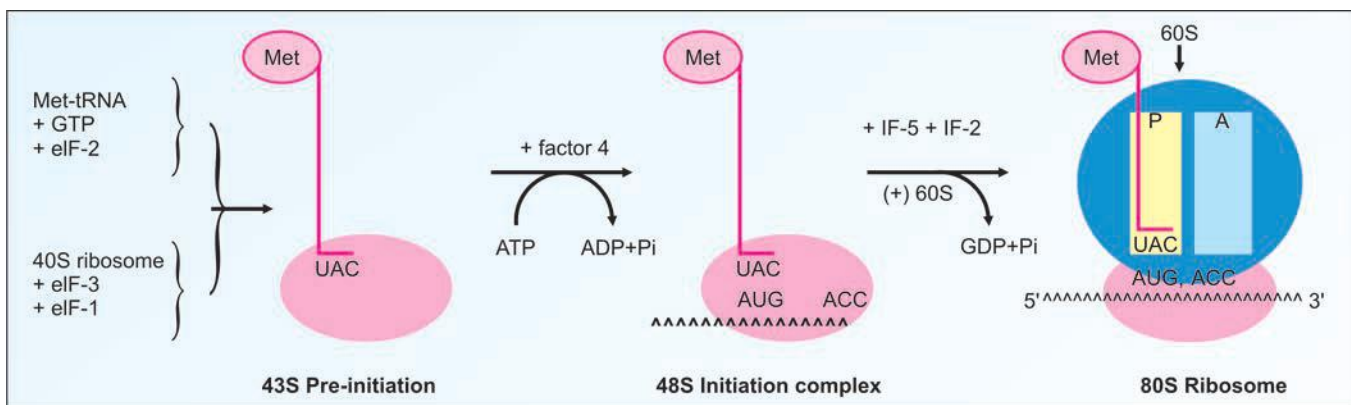 Met-tRNA
+ GTP
+ eIF-2
40S ribosome
+ eIF-3
+ eIF-1
Met
UAC
43S Pre-initiation
+ factor 4
ATP
ADP+Pi
Met
UAC
AUG ACC
^^^^^^^^^^^^^^^^
48S Initiation complex
+ IF-5 + IF-2
(+) 60S
GDP+Pi
60S
Met
P A
UAC
AUG, ACC
5' ^^^^^^^^^^^^^^^^^^^^^^^^^^ 3'
80S Ribosome